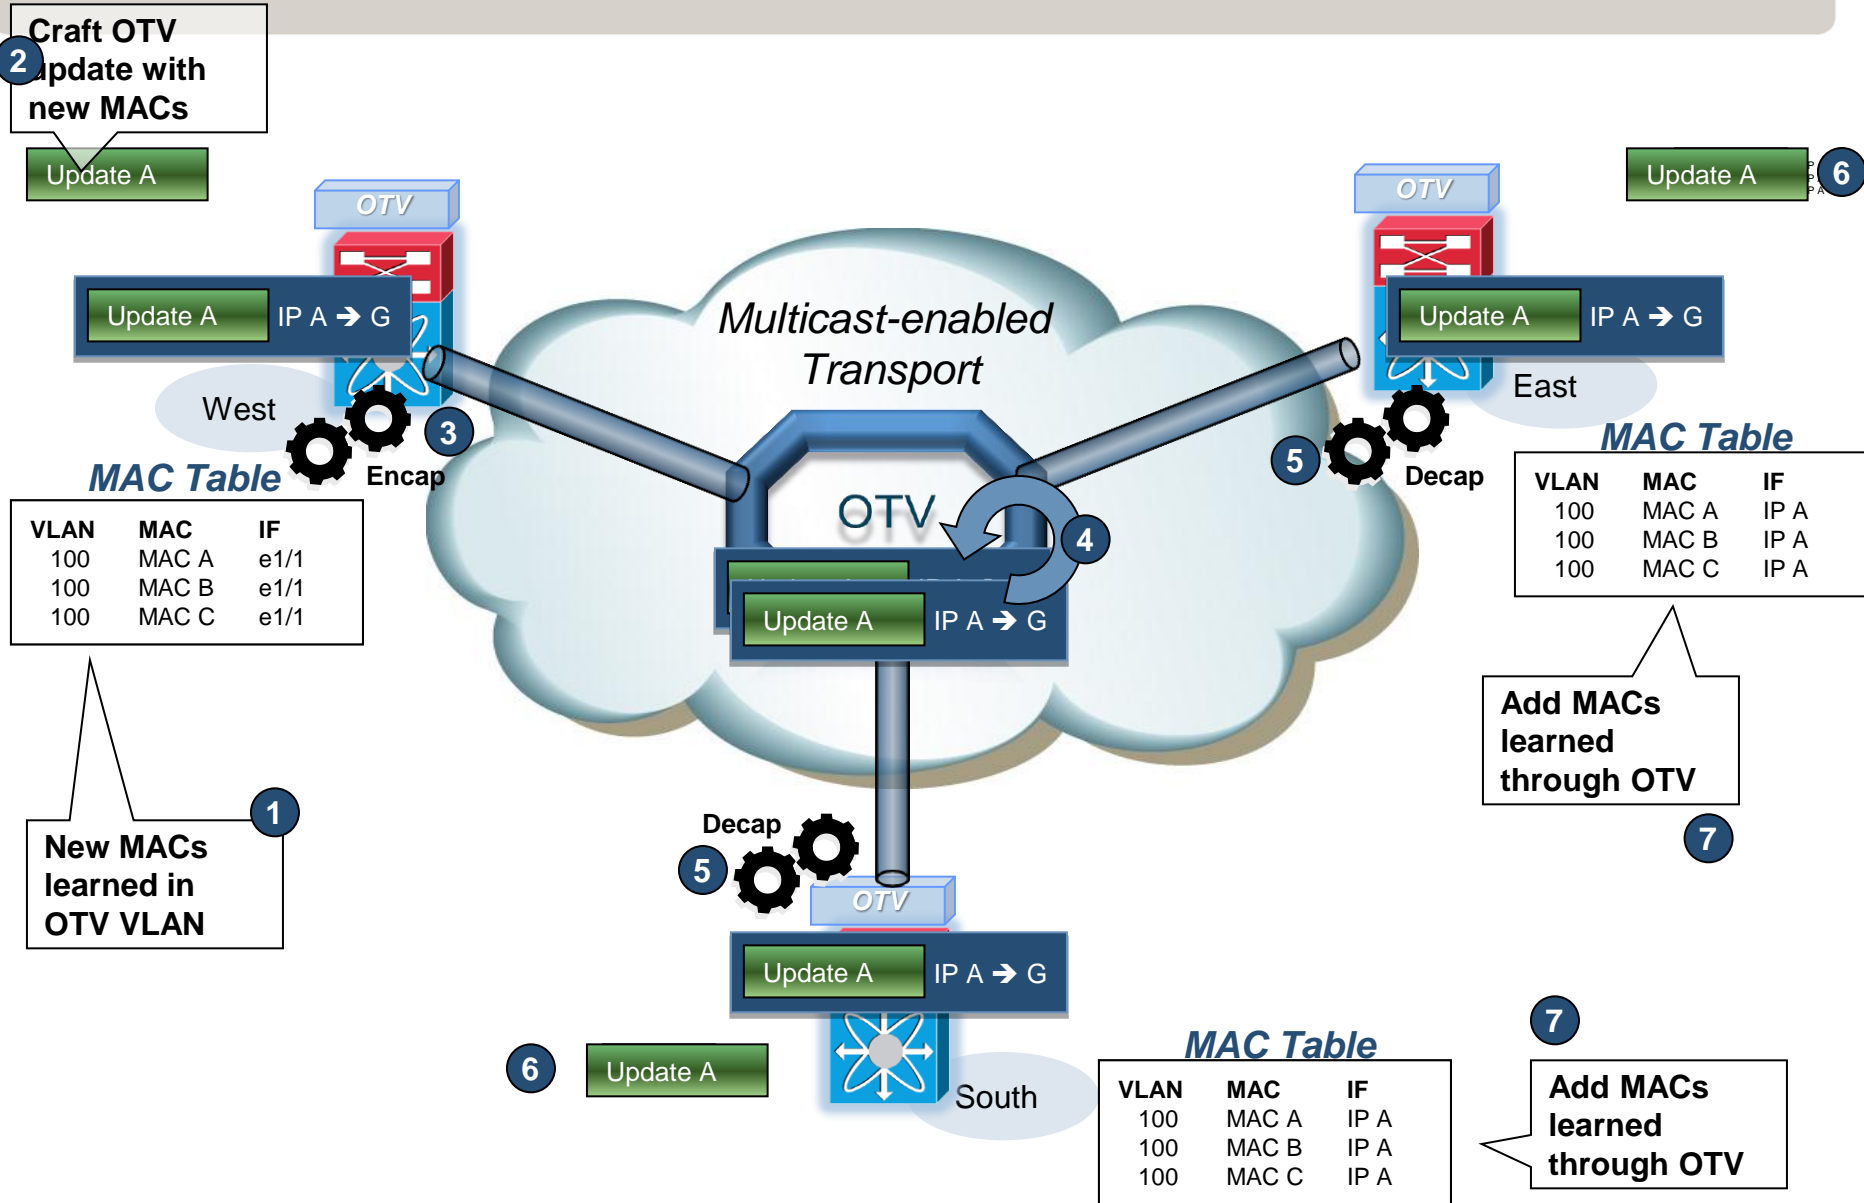 Craft OTV
2
update with
new MACs
Update A
OTV
Update A IP A ➔ G
West
3
Encap
MAC Table
VLAN MAC IF
100 MAC A e1/1
100 MAC B e1/1
100 MAC C e1/1
1
New MACs
learned in
OTV VLAN
Multicast-enabled
Transport
OTV
4
Update A IP A ➔ G
OTV
Update A
6
Update A IP A ➔ G
East
5
Decap
MAC Table
VLAN MAC IF
100 MAC A IP A
100 MAC B IP A
100 MAC C IP A
Add MACs
learned
through OTV
7
Decap
5
OTV
Update A IP A ➔ G
6
Update A
South
MAC Table
VLAN MAC IF
100 MAC A IP A
100 MAC B IP A
100 MAC C IP A
7
Add MACs
learned
through OTV